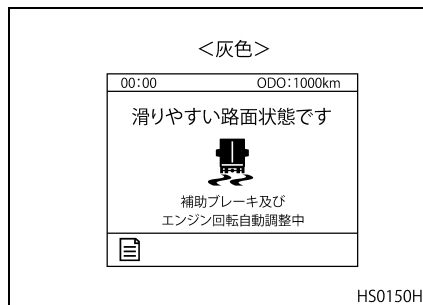 ＜灰色＞
00:00 ODO:1000km
滑りやすい路面状態です
補助ブレーキ及び
エンジン回転自動調整中
HS0150H